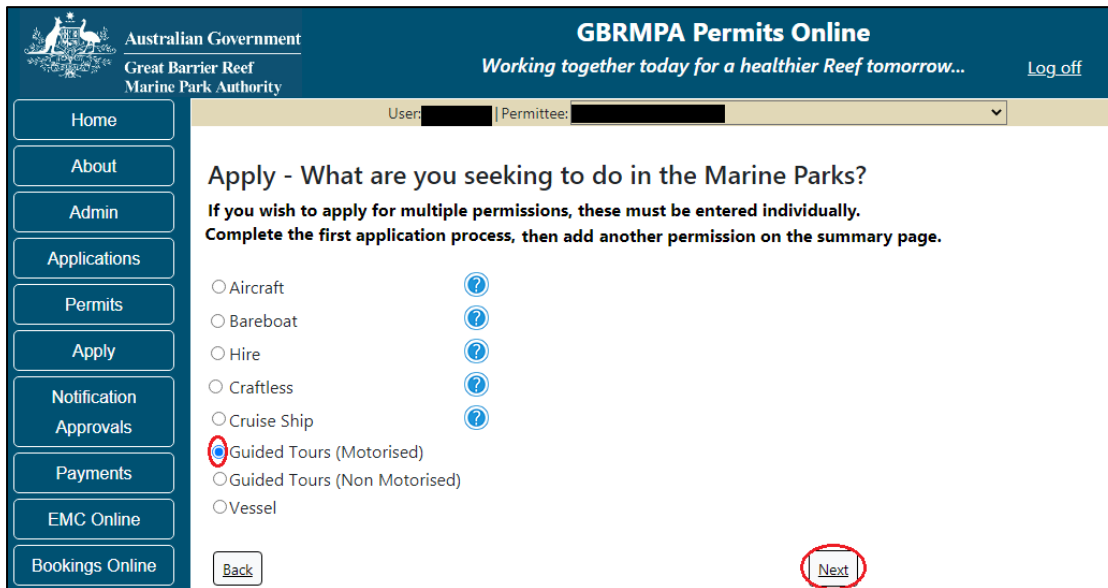 Australian Government
Great Barrier Reef
Marine Park Authority
GBRMPA Permits Online
Working together today for a healthier Reef tomorrow...
Log off
User: | Permittee:
Home
About
Admin
Applications
Permits
Apply
Notification
Approvals
Payments
EMC Online
Bookings Online
Apply - What are you seeking to do in the Marine Parks?
If you wish to apply for multiple permissions, these must be entered individually.
Complete the first application process, then add another permission on the summary page.
Aircraft ?
Bareboat ?
Hire ?
Craftless ?
Cruise Ship ?
Guided Tours (Motorised)
Guided Tours (Non Motorised)
Vessel
Back
Next